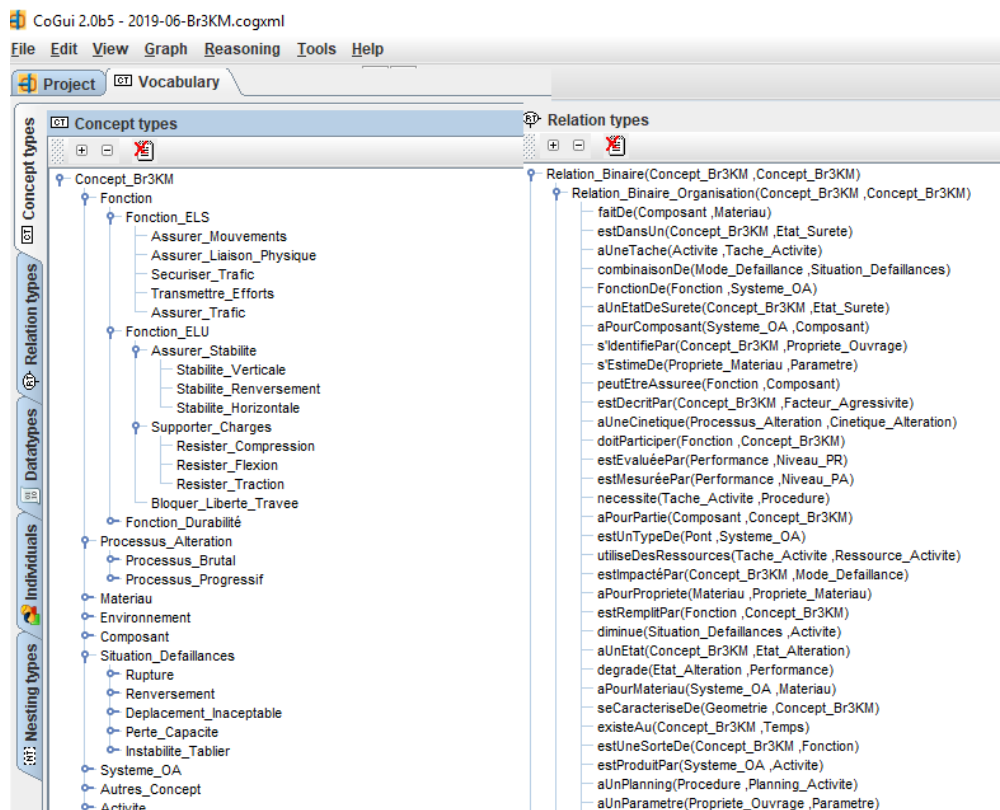 CoGui 2.0b5 - 2019-06-Br3KM.cogxml
File Edit View Graph Reasoning Tools Help
Project
CT Vocabulary
CT Concept types
RT Relation types
Datatypes
Individuals
Nesting types
CT Concept types
Concept_Br3KM
Fonction
Fonction_ELS
Assurer_Mouvements
Assurer_Liaison_Physique
Securiser_Trafic
Transmettre_Efforts
Assurer_Trafic
Fonction_ELU
Assurer_Stabilite
Stabilite_Verticale
Stabilite_Renversement
Stabilite_Horizontale
Supporter_Charges
Resister_Compression
Resister_Flexion
Resister_Traction
Bloquer_Liberte_Travee
Fonction_Durabilité
Processus_Alteration
Processus_Brutal
Processus_Progressif
Materiau
Environnement
Composant
Situation_Defaillances
Rupture
Renversement
Deplacement_Inaceptable
Perte_Capacite
Instabilite_Tablier
Systeme_OA
Autres_Concept
Activite
RT Relation types
Relation_Binaire(Concept_Br3KM ,Concept_Br3KM)
Relation_Binaire_Organisation(Concept_Br3KM ,Concept_Br3KM)
faitDe(Composant ,Materiau)
estDansUn(Concept_Br3KM ,Etat_Surete)
aUneTache(Activite ,Tache_Activite)
combinaisonDe(Mode_Defaillance ,Situation_Defaillances)
FonctionDe(Fonction ,Systeme_OA)
aUnEtatDeSurete(Concept_Br3KM ,Etat_Surete)
aPourComposant(Systeme_OA ,Composant)
s'IdentifiePar(Concept_Br3KM ,Propriete_Ouvrage)
s'EstimeDe(Propriete_Materiau ,Parametre)
peutEtreAssuree(Fonction ,Composant)
estDecritPar(Concept_Br3KM ,Facteur_Agressivite)
aUneCinetique(Processus_Alteration ,Cinetique_Alteration)
doitParticiper(Fonction ,Concept_Br3KM)
estEvaluéePar(Performance ,Niveau_PR)
estMesuréePar(Performance ,Niveau_PA)
necessite(Tache_Activite ,Procedure)
aPourPartie(Composant ,Concept_Br3KM)
estUnTypeDe(Pont ,Systeme_OA)
utiliseDesRessources(Tache_Activite ,Ressource_Activite)
estImpactéPar(Concept_Br3KM ,Mode_Defaillance)
aPourPropriete(Materiau ,Propriete_Materiau)
estRemplitPar(Fonction ,Concept_Br3KM)
diminue(Situation_Defaillances ,Activite)
aUnEtat(Concept_Br3KM ,Etat_Alteration)
degrade(Etat_Alteration ,Performance)
aPourMateriau(Systeme_OA ,Materiau)
seCaracteriseDe(Geometrie ,Concept_Br3KM)
existeAu(Concept_Br3KM ,Temps)
estUneSorteDe(Concept_Br3KM ,Fonction)
estProduitPar(Systeme_OA ,Activite)
aUnPlanning(Procedure ,Planning_Activite)
aUnParametre(Propriete_Ouvrage ,Parametre)